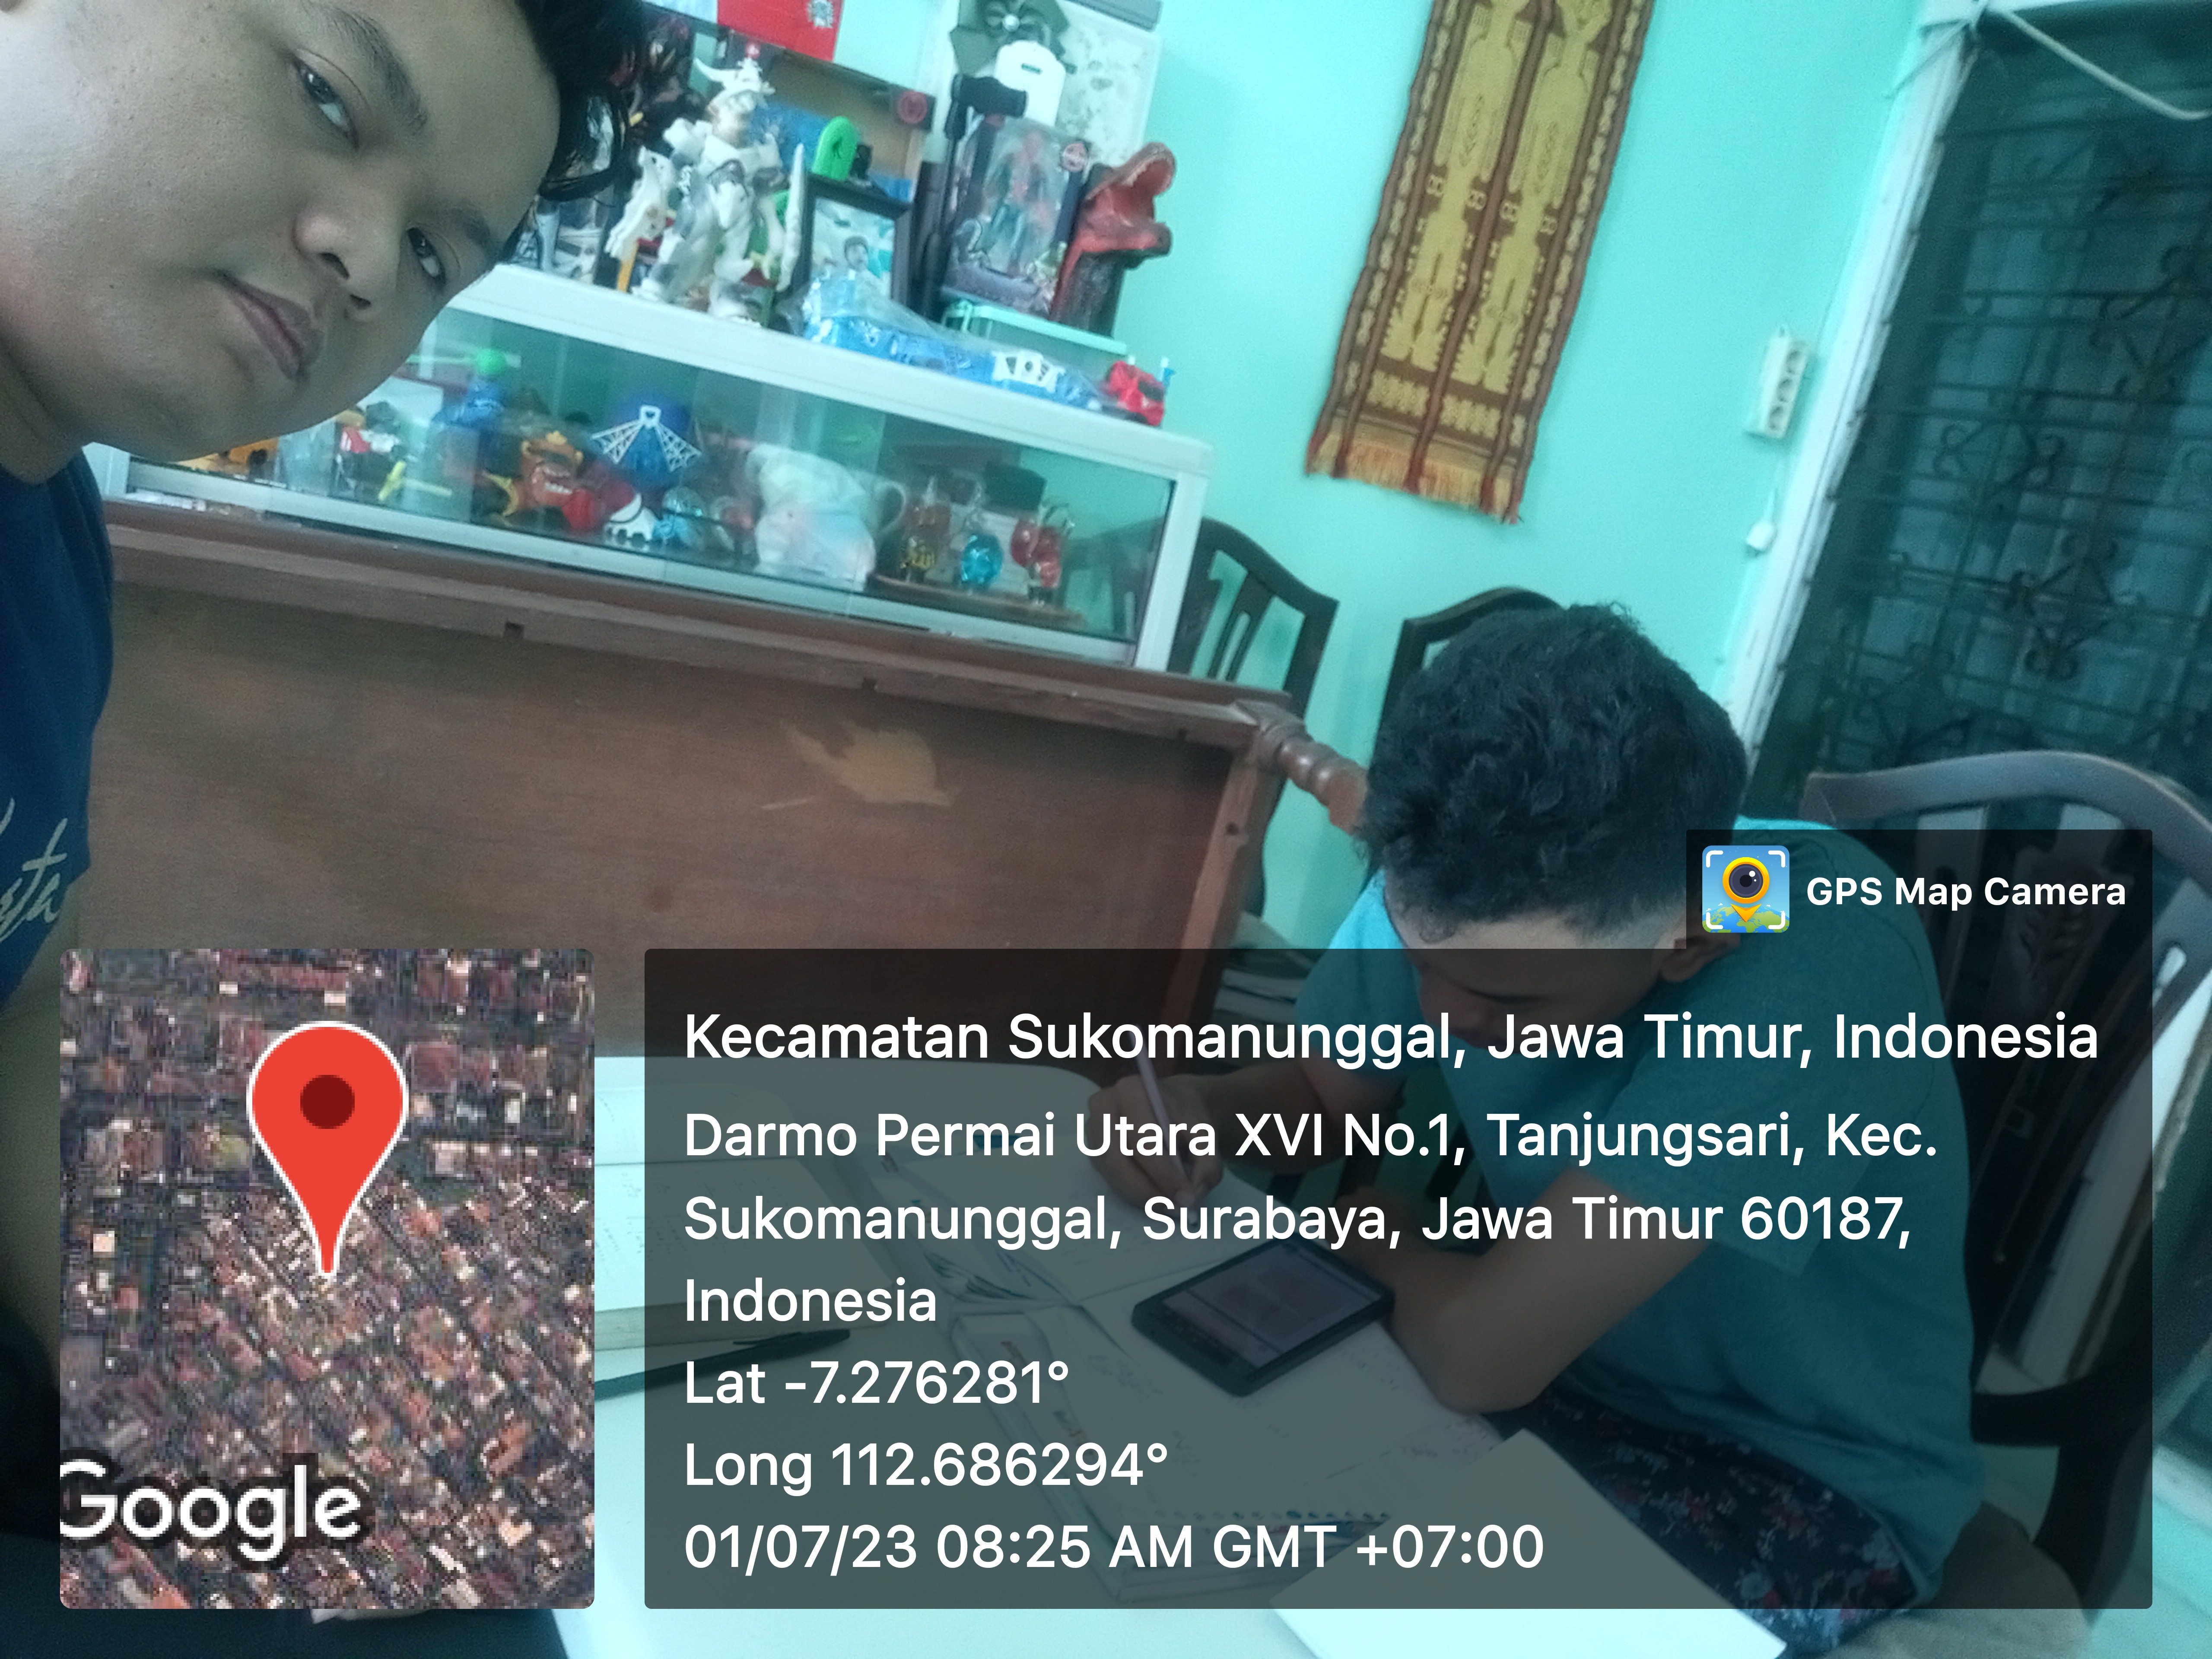 GPS Map Camera
Kecamatan Sukomanunggal, Jawa Timur, Indonesia
Darmo Permai Utara XVI No.1, Tanjungsari, Kec.
Sukomanunggal, Surabaya, Jawa Timur 60187,
Indonesia
Lat -7.276281°
Long 112.686294°
01/07/23 08:25 AM GMT +07:00
Google